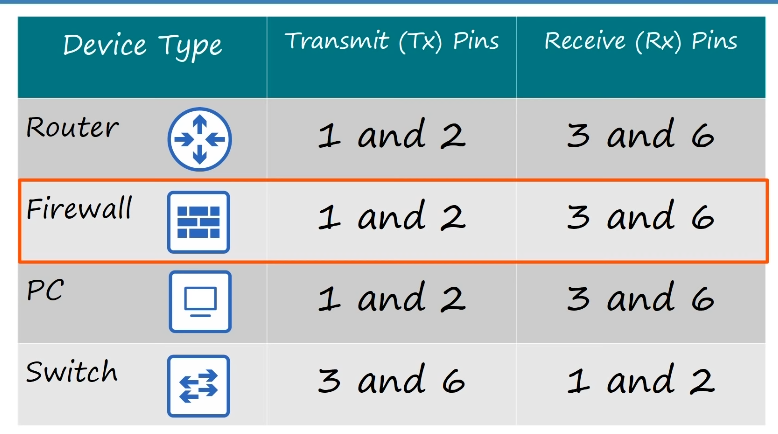 Device Type Transmit (Tx) Pins Receive (Rx) Pins
Router 1 and 2 3 and 6
Firewall 1 and 2 3 and 6
PC 1 and 2 3 and 6
Switch 3 and 6 1 and 2